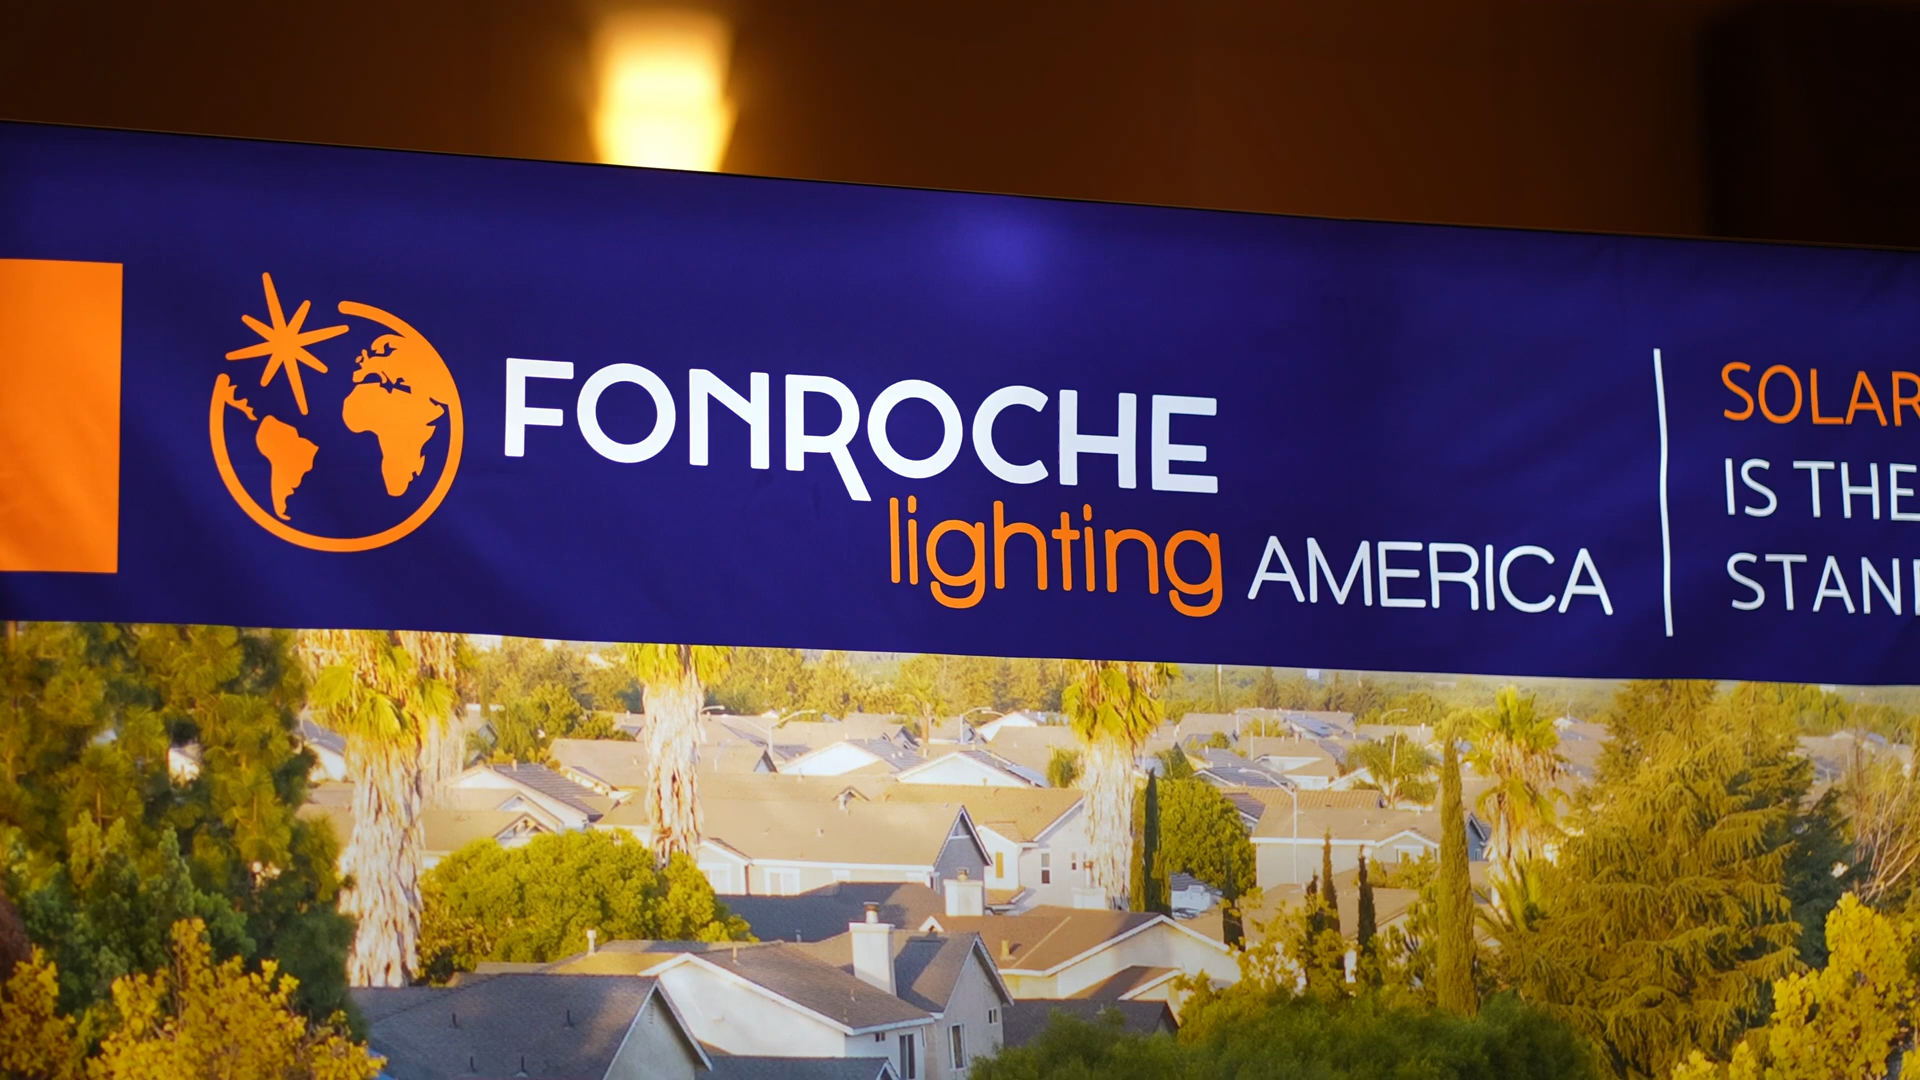 FONROCHE
lighting AMERICA
SOLAR
IS THE